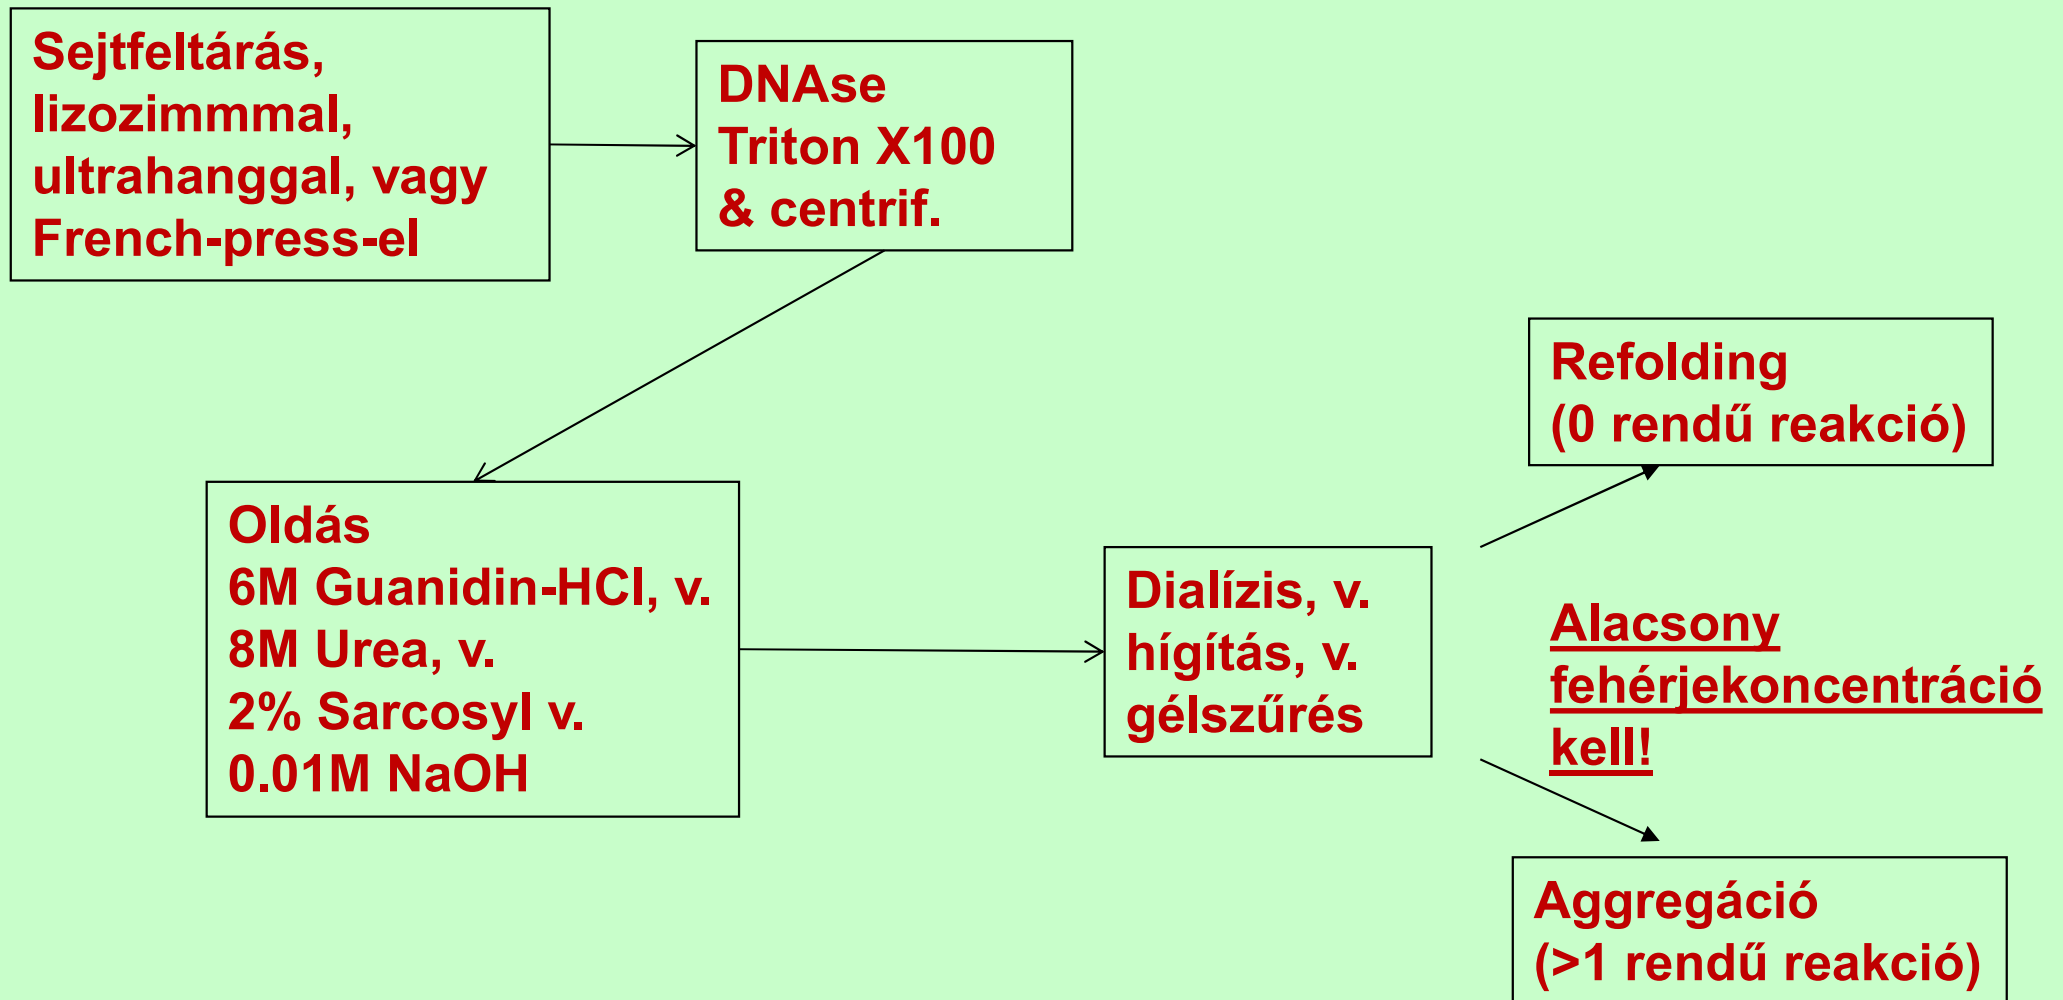 Sejtfeltárás,
lizozimmmal,
ultrahanggal, vagy
French-press-el
DNAse
Triton X100
& centrif.
Oldás
6M Guanidin-HCl, v.
8M Urea, v.
2% Sarcosyl v.
0.01M NaOH
Dialízis, v.
hígítás, v.
gélszűrés
Refolding
(0 rendű reakció)
Alacsony
fehérjekoncentráció
kell!
Aggregáció
(>1 rendű reakció)